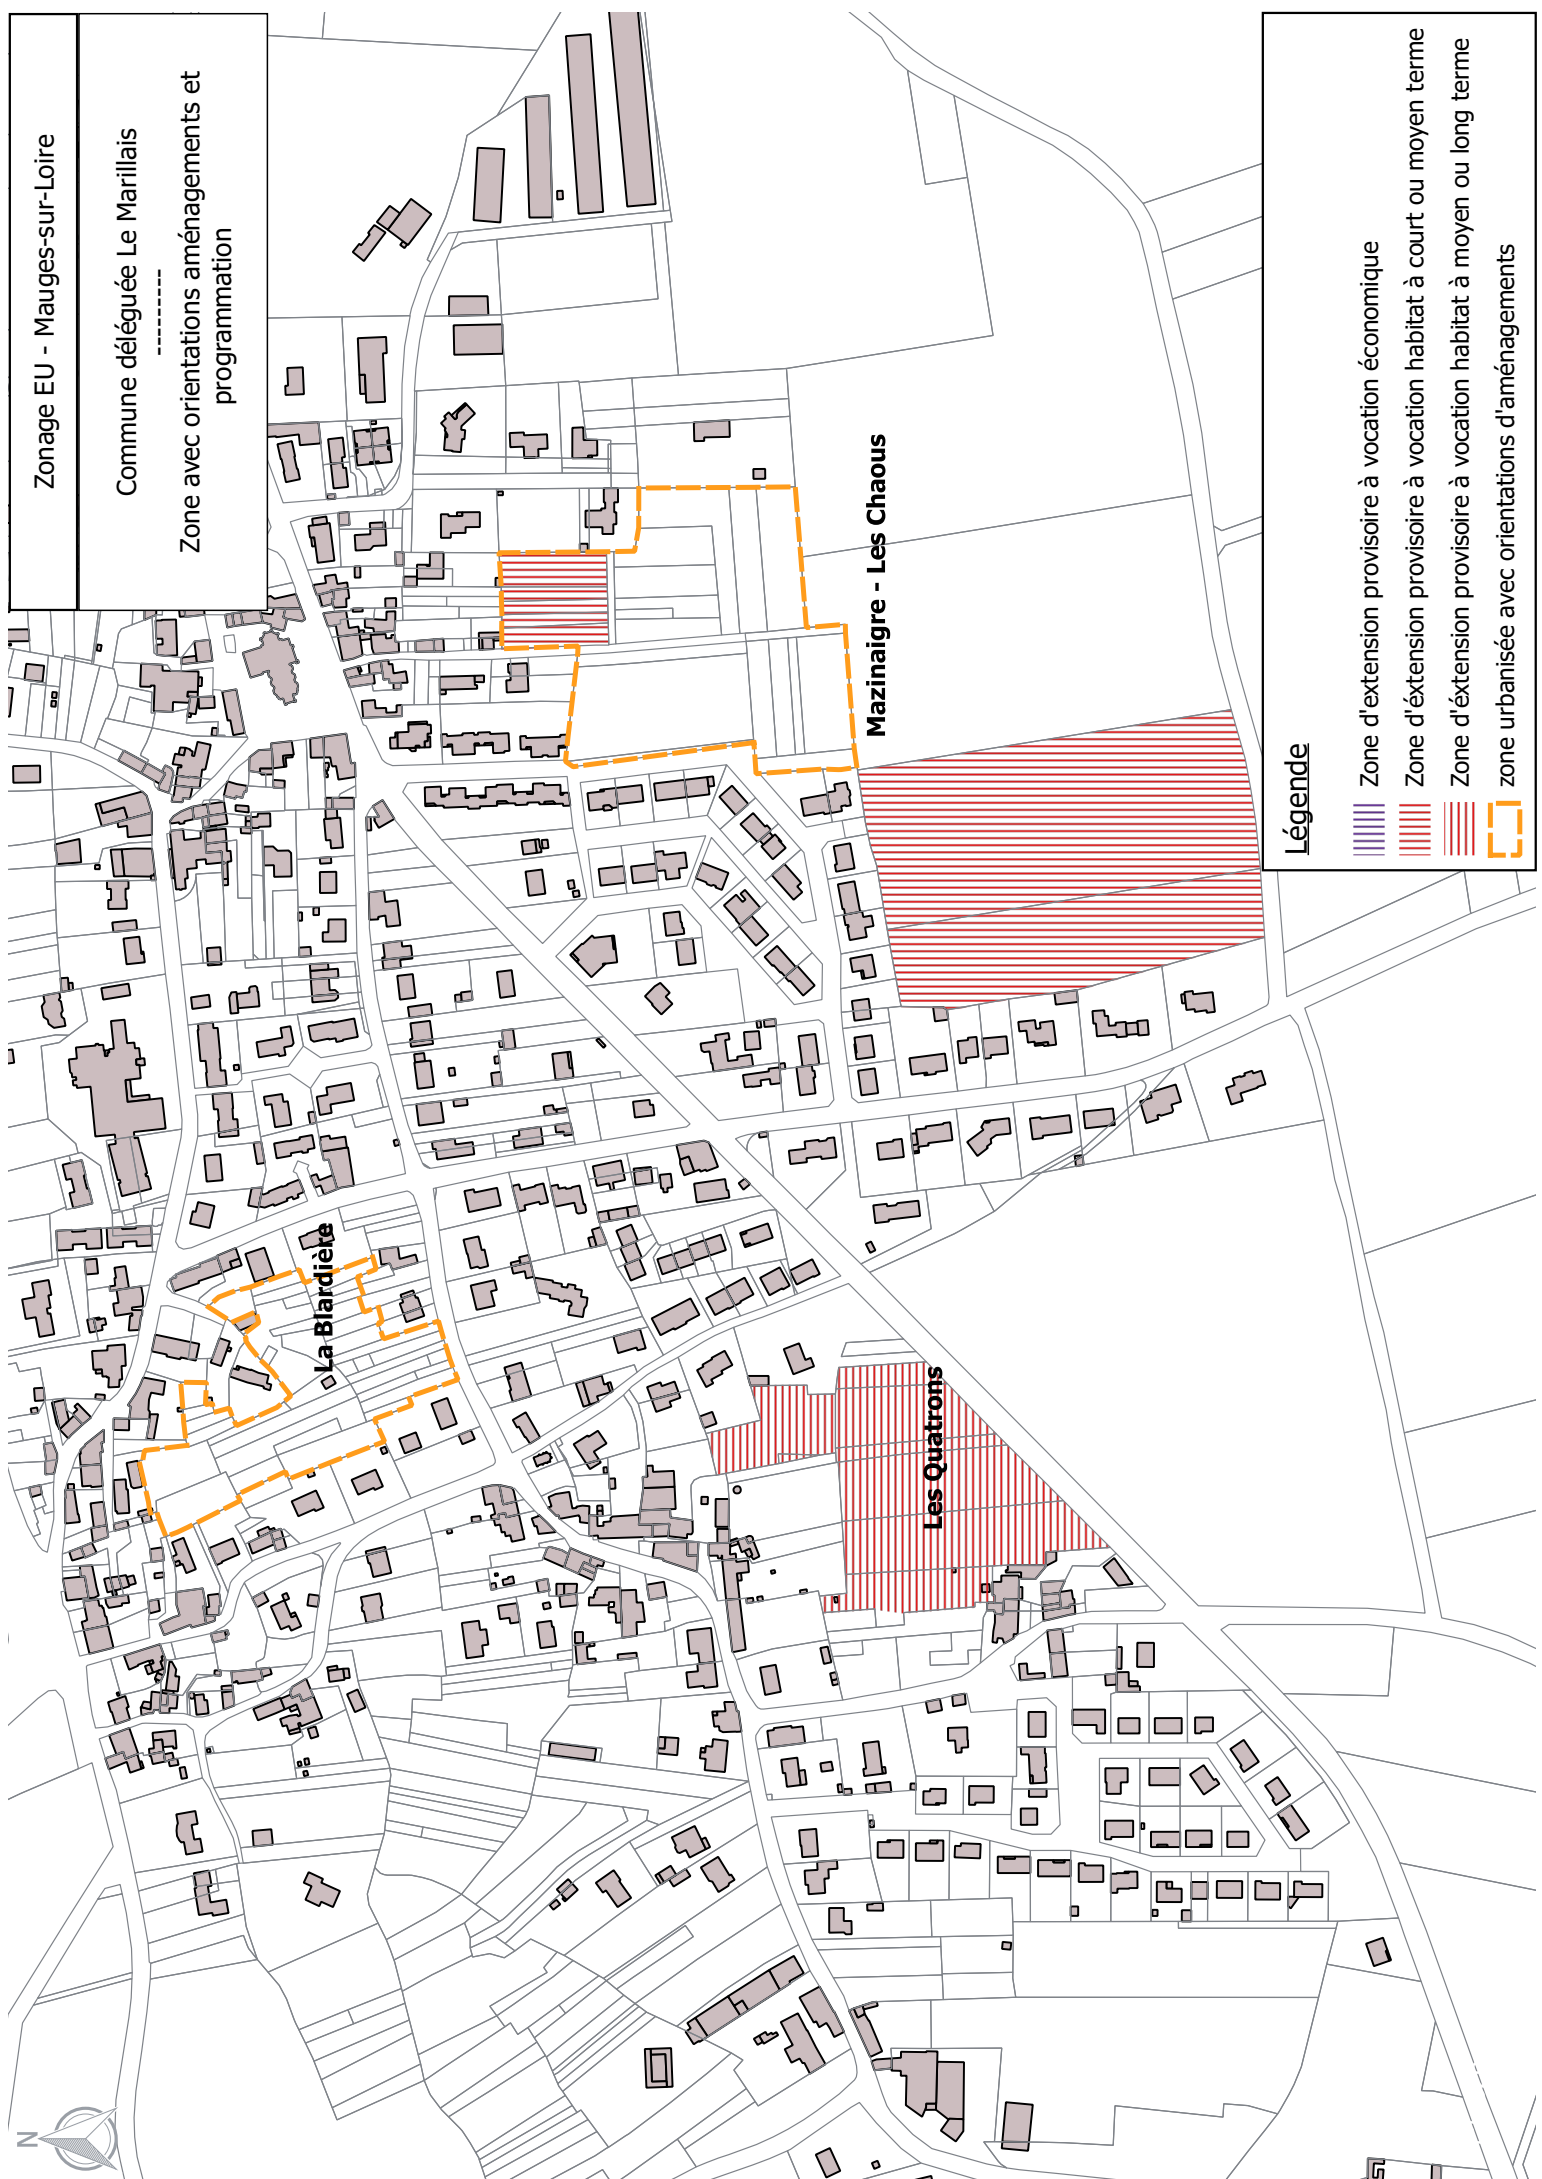 Zonage EU - Mauges-sur-Loire
Commune déléguée Le Marillais
----------
Zone avec orientations aménagements et
programmation
La Blardière
Mazinaigre - Les Chaous
Les Quatrons
Légende
Zone d'extension provisoire à vocation économique
Zone d'éxtension provisoire à vocation habitat à court ou moyen terme
Zone d'éxtension provisoire à vocation habitat à moyen ou long terme
zone urbanisée avec orientations d'aménagements
N